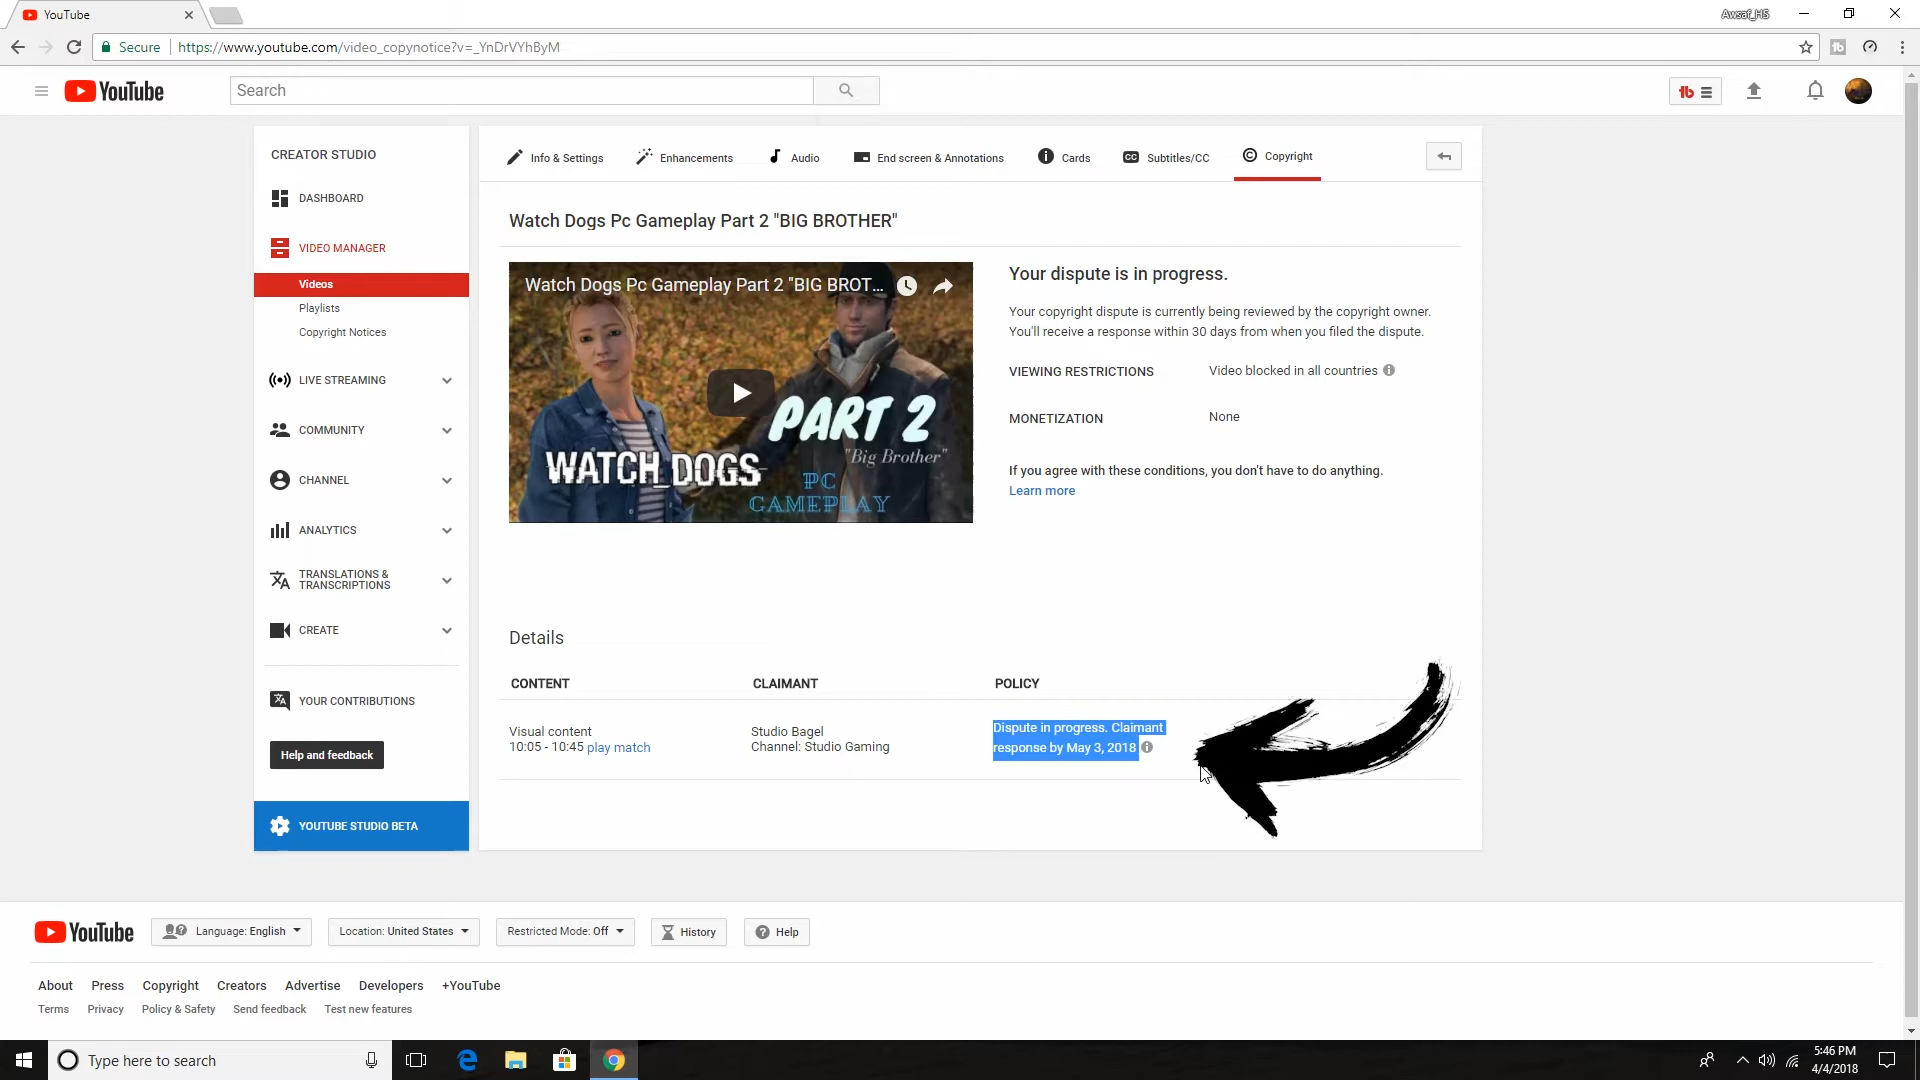 YouTube
Awsaf_HS
Secure https://www.youtube.com/video_copynotice?v=_YnDrVYhByM
YouTube
Search
CREATOR STUDIO
DASHBOARD
VIDEO MANAGER
Videos
Playlists
Copyright Notices
LIVE STREAMING
COMMUNITY
CHANNEL
ANALYTICS
TRANSLATIONS &
TRANSCRIPTIONS
CREATE
YOUR CONTRIBUTIONS
Help and feedback
YOUTUBE STUDIO BETA
Info & Settings
Enhancements
Audio
End screen & Annotations
Cards
CC Subtitles/CC
Copyright
Watch Dogs Pc Gameplay Part 2 "BIG BROTHER"
Watch Dogs Pc Gameplay Part 2 "BIG BROT...
PART 2
"Big Brother"
WATCH_DOGS
PC
GAMEPLAY
Your dispute is in progress.
Your copyright dispute is currently being reviewed by the copyright owner.
You'll receive a response within 30 days from when you filed the dispute.
VIEWING RESTRICTIONS Video blocked in all countries
MONETIZATION None
If you agree with these conditions, you don't have to do anything.
Learn more
Details
CONTENT CLAIMANT POLICY
Visual content
10:05 - 10:45 play match
Studio Bagel
Channel: Studio Gaming
Dispute in progress. Claimant
response by May 3, 2018
YouTube
Language: English
Location: United States
Restricted Mode: Off
History
Help
About Press Copyright Creators Advertise Developers +YouTube
Terms Privacy Policy & Safety Send feedback Test new features
Type here to search
5:46 PM
4/4/2018